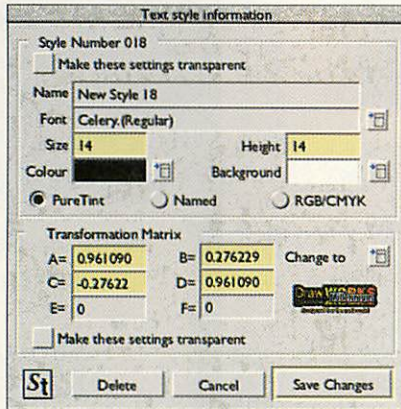 Text style information
Style Number 018
Make these settings transparent
Name New Style 18
Font Celery.(Regular)
Size 14 Height 14
Colour Background
PureTint Named RGB/CMYK
Transformation Matrix
A= 0.961090 B= 0.276229 Change to
C= -0.27622 D= 0.961090
E= 0 F= 0
DrawWORKS
Make these settings transparent
St Delete Cancel Save Changes